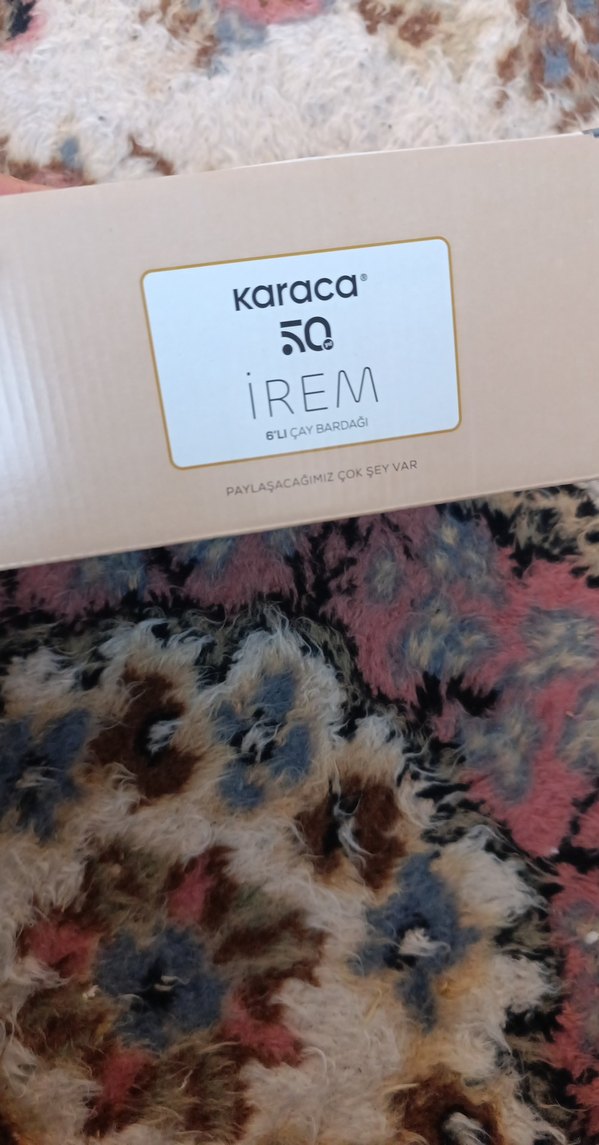 Karaca®
50 yıl
İREM
6'LI ÇAY BARDAĞI
PAYLAŞACAĞIMIZ ÇOK ŞEY VAR